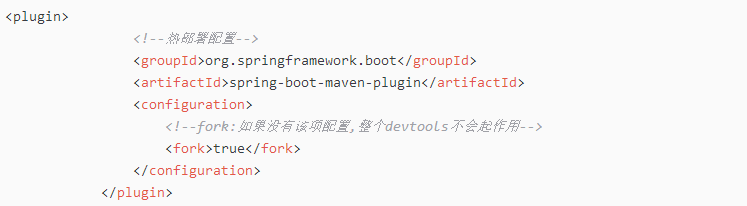 <plugin>
<!--热部署配置-->
<groupId>org.springframework.boot</groupId>
<artifactId>spring-boot-maven-plugin</artifactId>
<configuration>
<!--fork:如果没有该项配置,整个devtools不会起作用-->
<fork>true</fork>
</configuration>
</plugin>